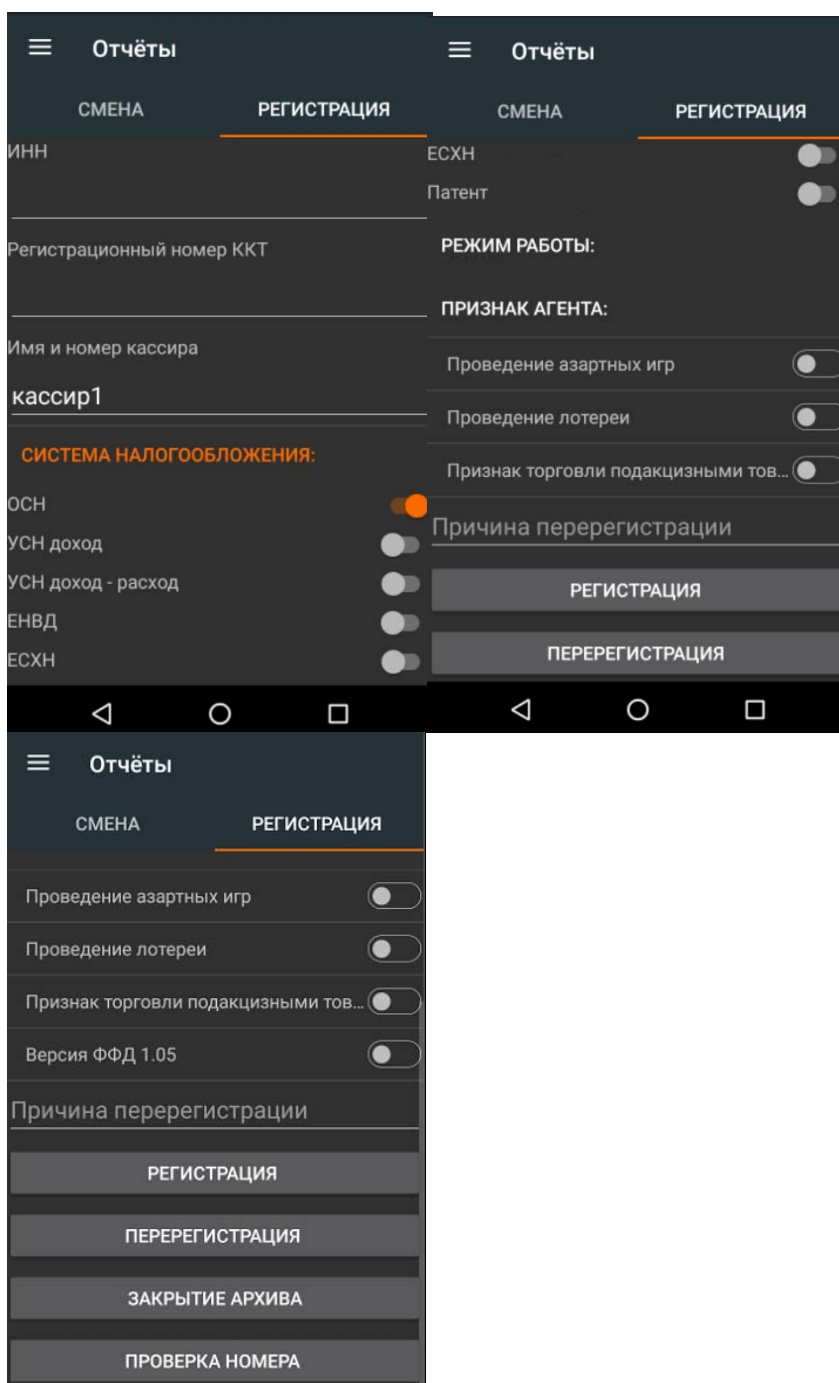 Отчёты
СМЕНА РЕГИСТРАЦИЯ
ИНН
Регистрационный номер ККТ
Имя и номер кассира
кассир1
СИСТЕМА НАЛОГООБЛОЖЕНИЯ:
ОСН
УСН доход
УСН доход - расход
ЕНВД
ЕСХН
Отчёты
СМЕНА РЕГИСТРАЦИЯ
ЕСХН
Патент
РЕЖИМ РАБОТЫ:
ПРИЗНАК АГЕНТА:
Проведение азартных игр
Проведение лотереи
Признак торговли подакцизными тов...
Причина перерегистрации
РЕГИСТРАЦИЯ
ПЕРЕРЕГИСТРАЦИЯ
Отчёты
СМЕНА РЕГИСТРАЦИЯ
Проведение азартных игр
Проведение лотереи
Признак торговли подакцизными тов...
Версия ФФД 1.05
Причина перерегистрации
РЕГИСТРАЦИЯ
ПЕРЕРЕГИСТРАЦИЯ
ЗАКРЫТИЕ АРХИВА
ПРОВЕРКА НОМЕРА